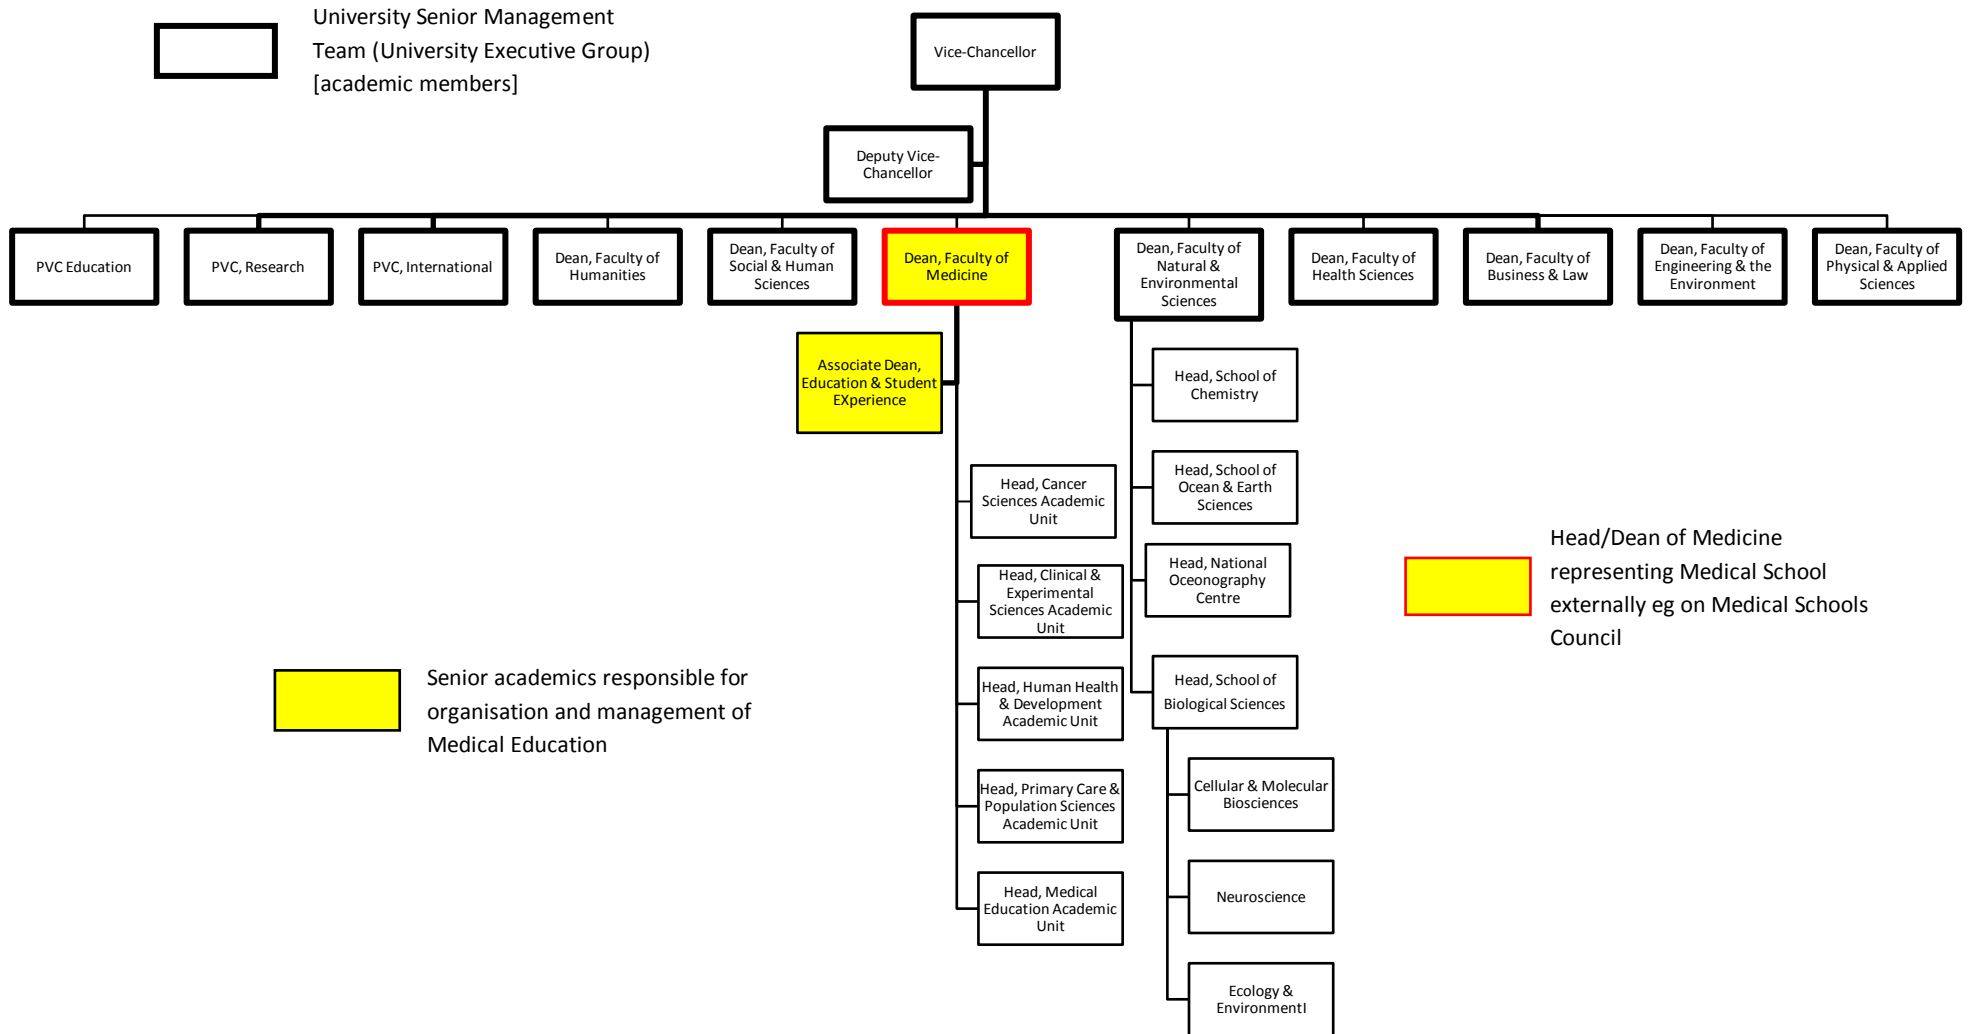 University Senior Management
Team (University Executive Group)
[academic members]
Vice-Chancellor
Deputy Vice-
Chancellor
PVC Education
PVC, Research
PVC, International
Dean, Faculty of
Humanities
Dean, Faculty of
Social & Human
Sciences
Dean, Faculty of
Medicine
Dean, Faculty of
Natural &
Environmental
Sciences
Dean, Faculty of
Health Sciences
Dean, Faculty of
Business & Law
Dean, Faculty of
Engineering & the
Environment
Dean, Faculty of
Physical & Applied
Sciences
Associate Dean,
Education & Student
EXperience
Head, Cancer
Sciences Academic
Unit
Head, Clinical &
Experimental
Sciences Academic
Unit
Head, Human Health
& Development
Academic Unit
Head, Primary Care &
Population Sciences
Academic Unit
Head, Medical
Education Academic
Unit
Head, School of
Chemistry
Head, School of
Ocean & Earth
Sciences
Head, National
Oceonography
Centre
Head, School of
Biological Sciences
Cellular & Molecular
Biosciences
Neuroscience
Ecology &
Environmentl
Head/Dean of Medicine
representing Medical School
externally eg on Medical Schools
Council
Senior academics responsible for
organisation and management of
Medical Education